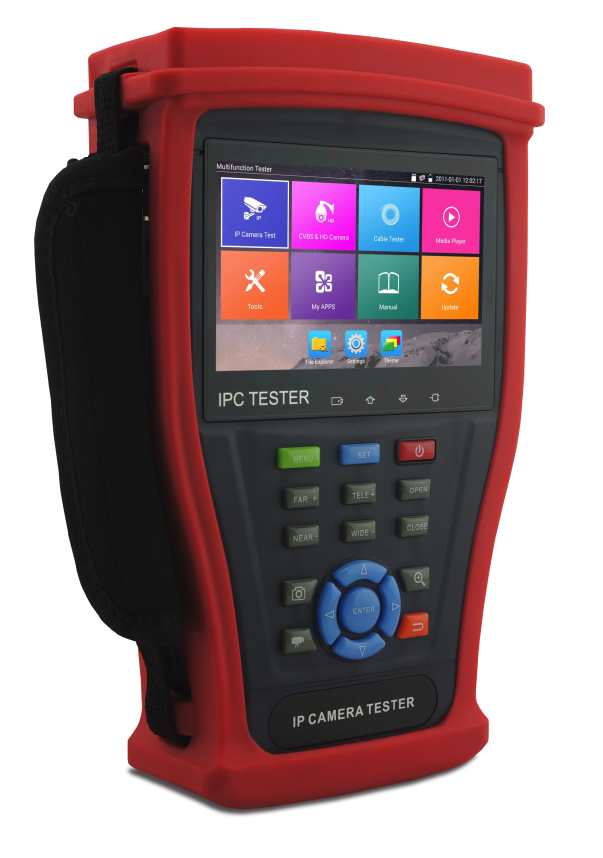 Multifunction Tester
2011-01-01 12:02:17
IP
IP Camera Test
HD
CVBS & HD Camera
Cable Tester
Media Player
Tools
My APPS
Manual
Update
File Explorer
Settings
Theme
IPC TESTER
MENU
SET
FAR +
TELE +
OPEN
NEAR -
WIDE -
CLOSE
ENTER
IP CAMERA TESTER